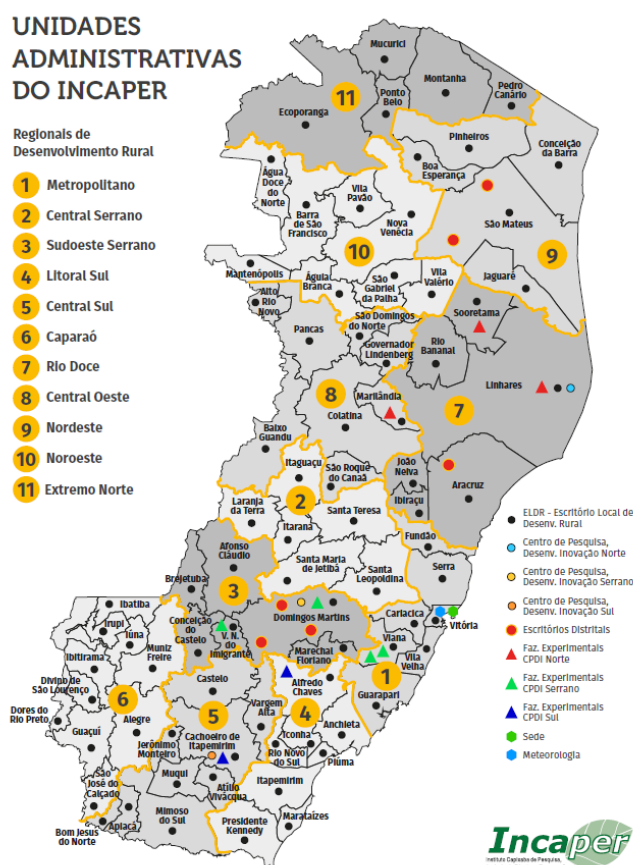 UNIDADES
ADMINISTRATIVAS
DO INCAPER
Regionais de
Desenvolvimento Rural
1 Metropolitano
2 Central Serrano
3 Sudoeste Serrano
4 Litoral Sul
5 Central Sul
6 Caparaó
7 Rio Doce
8 Central Oeste
9 Nordeste
10 Noroeste
11 Extremo Norte
Mucurici
Montanha
Pedro
Canário
Ponto
Belo
11
Ecoporanga
Pinheiros
Conceição
da Barra
Boa
Esperança
Água
Doce
do
Norte
Vila
Pavão
Barra
de São
Francisco
Nova
Venécia
São Mateus
10
9
Mantenópolis
Águia
Branca
São
Gabriel
da Palha
Vila
Valério
Jaguaré
Alto
Rio
Novo
Sooretama
São Domingos
do Norte
Pancas
Governador
Lindenberg
Rio
Bananal
Linhares
8
Marilândia
7
Colatina
Baixo
Guandu
Itaguaçu
São Roque
do Canaã
João
Neiva
Aracruz
2
Ibiraçu
Laranja
da Terra
Santa Teresa
Itarana
Fundão
Afonso
Cláudio
Santa Maria
de Jetibá
Santa
Leopoldina
Serra
Brejetuba
3
Ibatiba
Conceição
do
Castelo
V. N.
do
Imigrante
Domingos Martins
Cariacica
Vitória
Irupi
Iúna
Muniz
Freire
Marechal
Floriano
Viana
Vila
Velha
Ibitirama
Castelo
Alfredo
Chaves
1
Guarapari
Divino de
São Lourenço
6
Dores do
Rio Preto
Alegre
5
Vargem
Alta
4
Guaçuí
Jerônimo
Monteiro
Cachoeiro de
Itapemirim
Iconha
Anchieta
Rio Novo
do Sul
Piúma
São
José do
Calçado
Muqui
Atílio
Vivácqua
Itapemirim
Bom Jesus
do Norte
Apiacá
Mimoso
do Sul
Presidente
Kennedy
Marataízes
ELDR - Escritório Local de
Desenv. Rural
Centro de Pesquisa,
Desenv. Inovação Norte
Centro de Pesquisa,
Desenv. Inovação Serrano
Centro de Pesquisa,
Desenv. Inovação Sul
Escritórios Distritais
Faz. Experimentais
CPDI Norte
Faz. Experimentais
CPDI Serrano
Faz. Experimentais
CPDI Sul
Sede
Meteorologia
Incaper
Instituto Capixaba de Pesquisa,